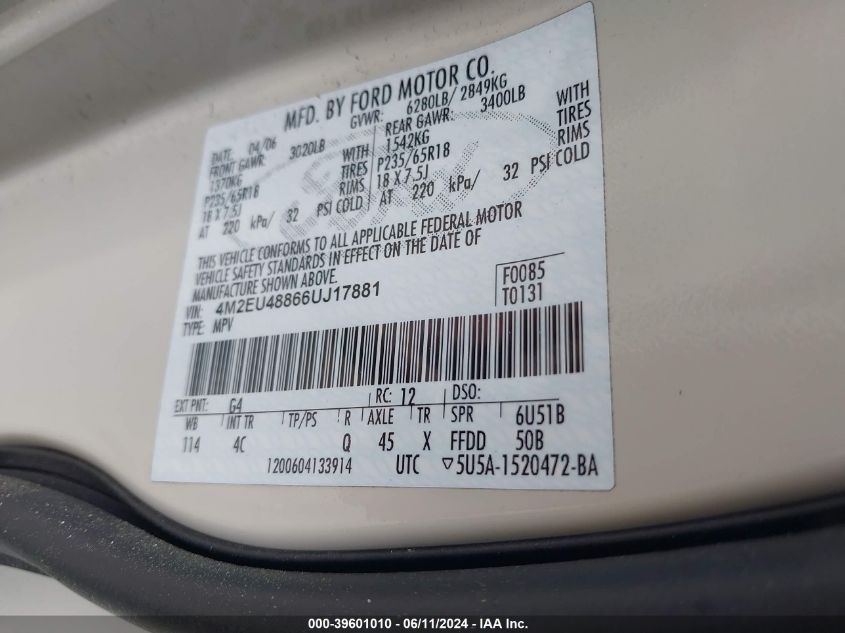 MFD. BY FORD MOTOR CO.
DATE: 04/06 GVWR: 6280LB/ 2849KG
FRONT GAWR: 3020LB REAR GAWR: 3400LB
1370KG WITH 1542KG WITH
P235/65R18 TIRES P235/65R18 TIRES
18 X 7.5J RIMS 18 X 7.5J RIMS
AT 220 kPa/ 32 PSI COLD AT 220 kPa/ 32 PSI COLD
THIS VEHICLE CONFORMS TO ALL APPLICABLE FEDERAL MOTOR
VEHICLE SAFETY STANDARDS IN EFFECT ON THE DATE OF
MANUFACTURE SHOWN ABOVE.
VIN: 4M2EU48866UJ17881 F0085
TYPE: MPV T0131
EXT PNT: G4 RC: 12 DSO:
WB INT TR TP/PS R AXLE TR SPR 6U51B
114 4C Q 45 X FFDD 50B
1200604133914 UTC ▽5U5A-1520472-BA
000-39601010 - 06/11/2024 - IAA Inc.